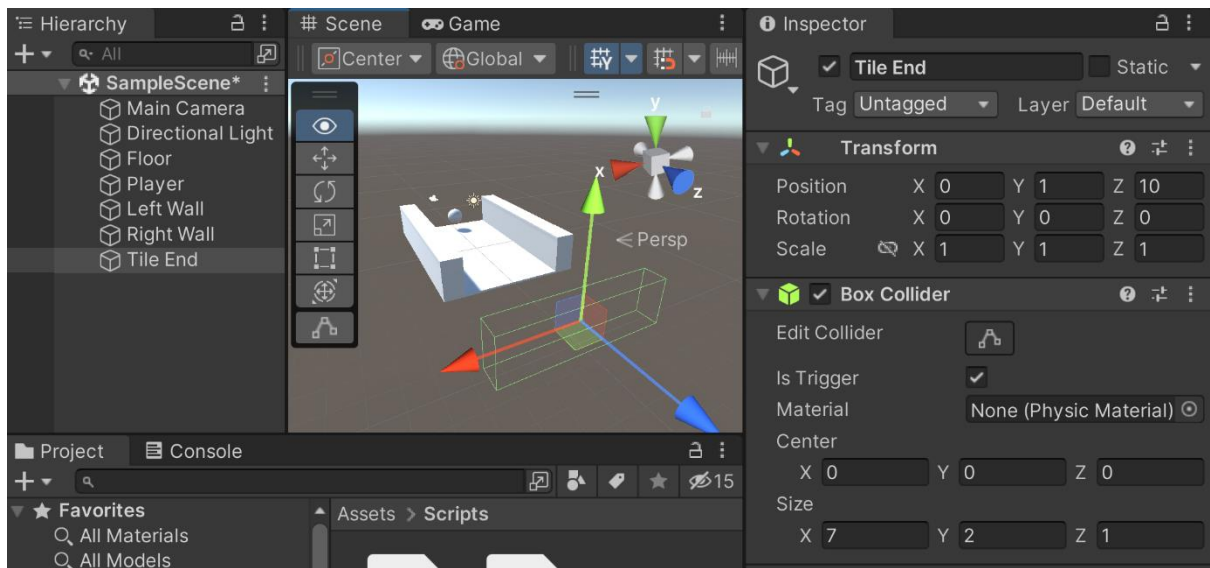 Hierarchy
All
SampleScene*
Main Camera
Directional Light
Floor
Player
Left Wall
Right Wall
Tile End
Scene
Game
Center
Global
y
x
z
Persp
Project
Console
15
Favorites
All Materials
All Models
Assets > Scripts
Inspector
Tile End
Static
Tag Untagged
Layer Default
Transform
Position X 0 Y 1 Z 10
Rotation X 0 Y 0 Z 0
Scale X 1 Y 1 Z 1
Box Collider
Edit Collider
Is Trigger
Material None (Physic Material)
Center
X 0 Y 0 Z 0
Size
X 7 Y 2 Z 1